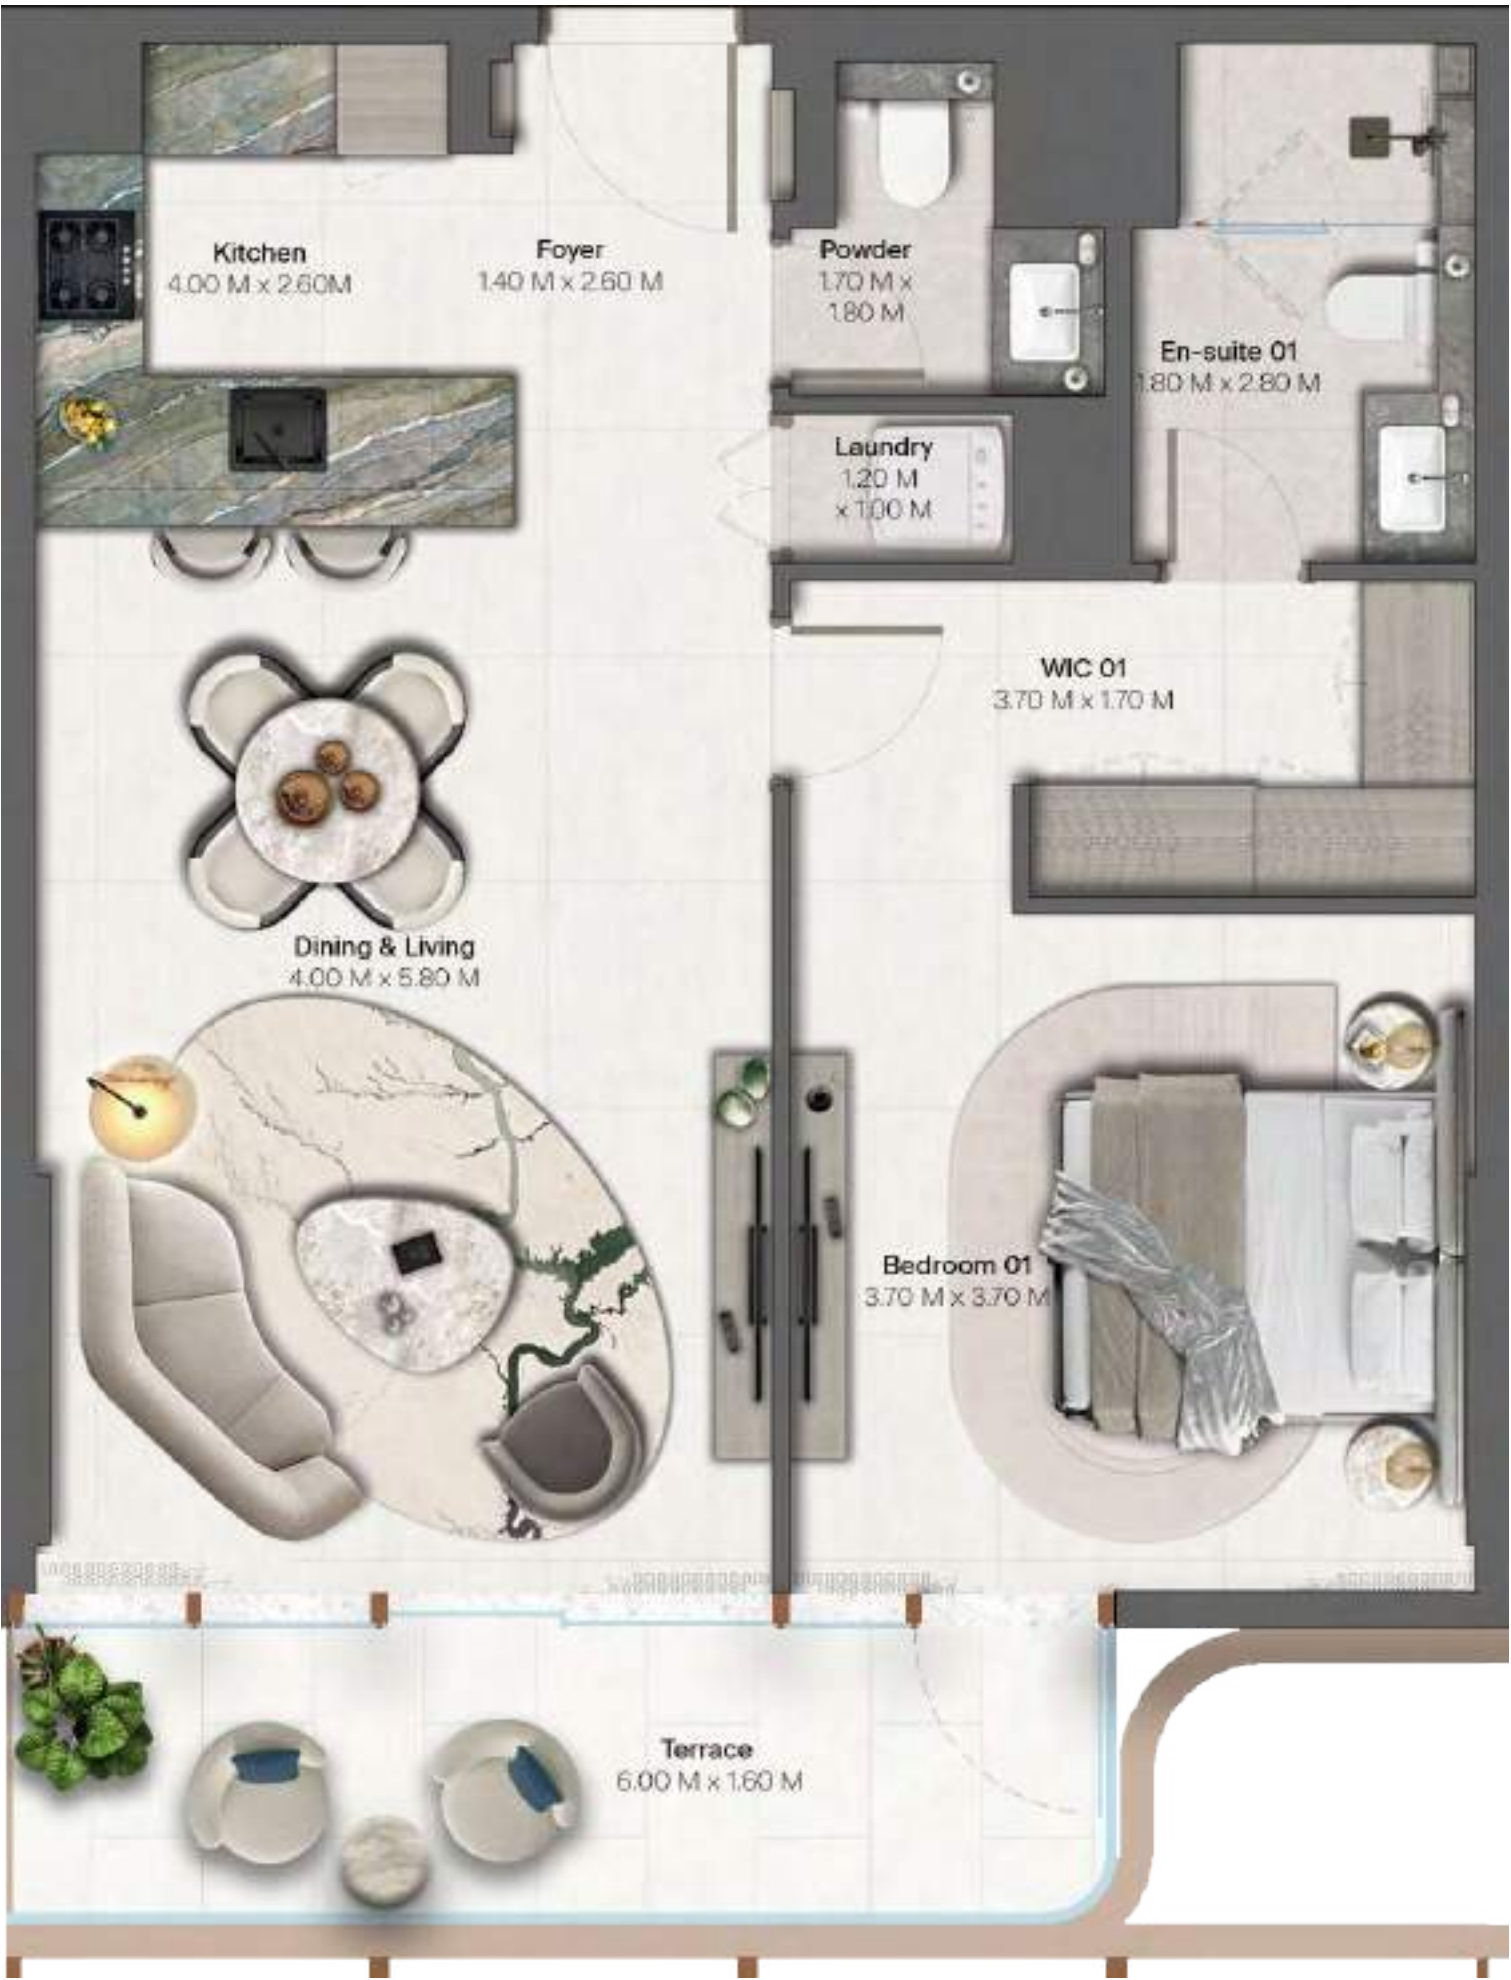 Kitchen
4.00 M x 2.60M
Foyer
1.40 M x 2.60 M
Powder
1.70 M x
1.80 M
En-suite 01
1.80 M x 2.80 M
Laundry
1.20 M
x 1.00 M
WIC 01
3.70 M x 1.70 M
Dining & Living
4.00 M x 5.80 M
Bedroom 01
3.70 M x 3.70 M
Terrace
6.00 M x 1.60 M